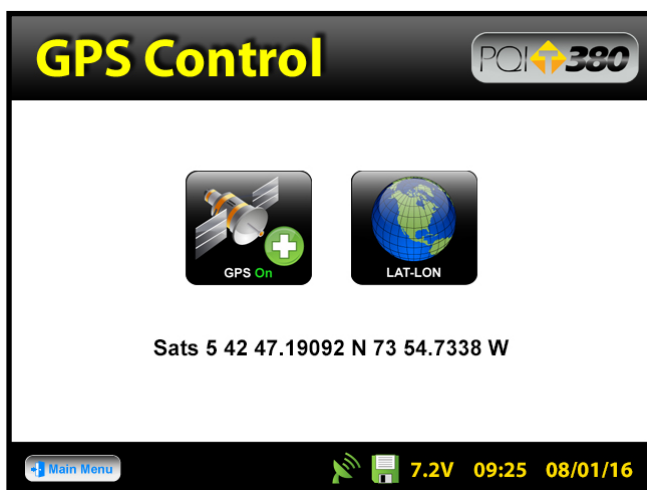 GPS Control
PQI T 380
GPS On
LAT-LON
Sats 5 42 47.19092 N 73 54.7338 W
Main Menu
7.2V 09:25 08/01/16